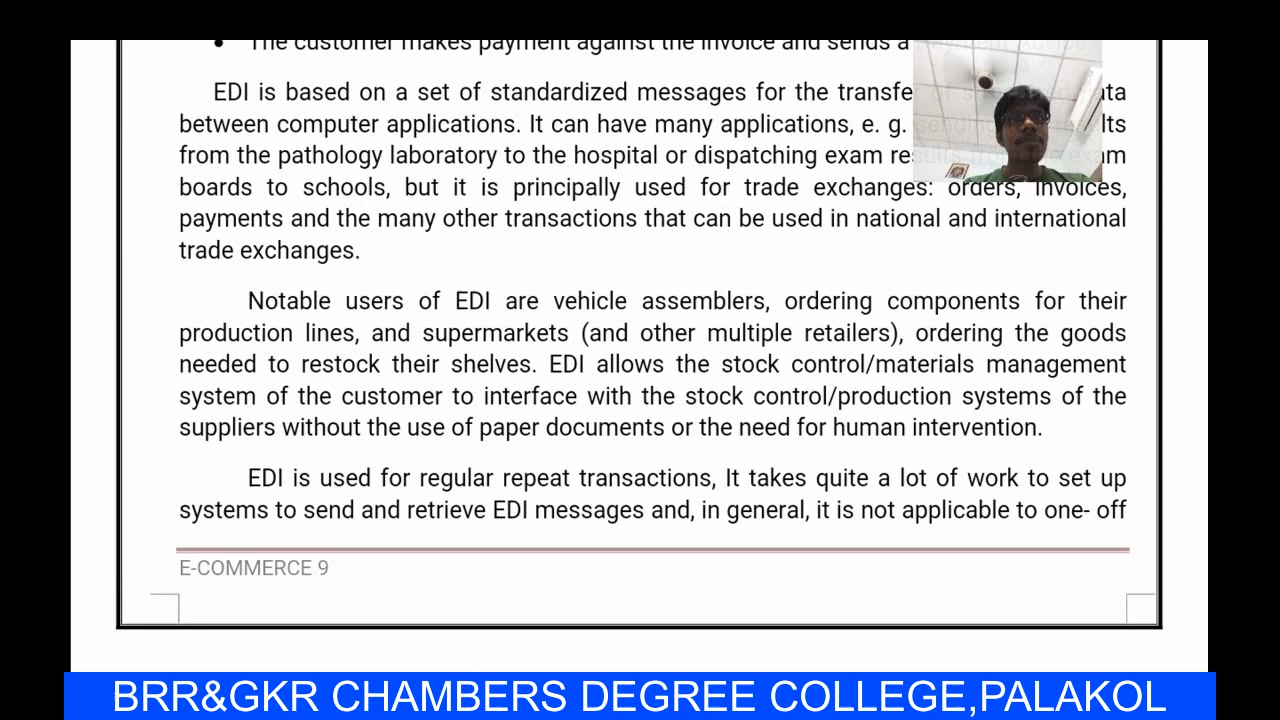 The customer makes payment against the invoice and sends a
EDI is based on a set of standardized messages for the transfe ata
between computer applications. It can have many applications, e. g. lts
from the pathology laboratory to the hospital or dispatching exam exam
boards to schools, but it is principally used for trade exchanges: orders, invoices,
payments and the many other transactions that can be used in national and international
trade exchanges.
Notable users of EDI are vehicle assemblers, ordering components for their
production lines, and supermarkets (and other multiple retailers), ordering the goods
needed to restock their shelves. EDI allows the stock control/materials management
system of the customer to interface with the stock control/production systems of the
suppliers without the use of paper documents or the need for human intervention.
EDI is used for regular repeat transactions, It takes quite a lot of work to set up
systems to send and retrieve EDI messages and, in general, it is not applicable to one- off
E-COMMERCE 9
BRR&GKR CHAMBERS DEGREE COLLEGE,PALAKOL